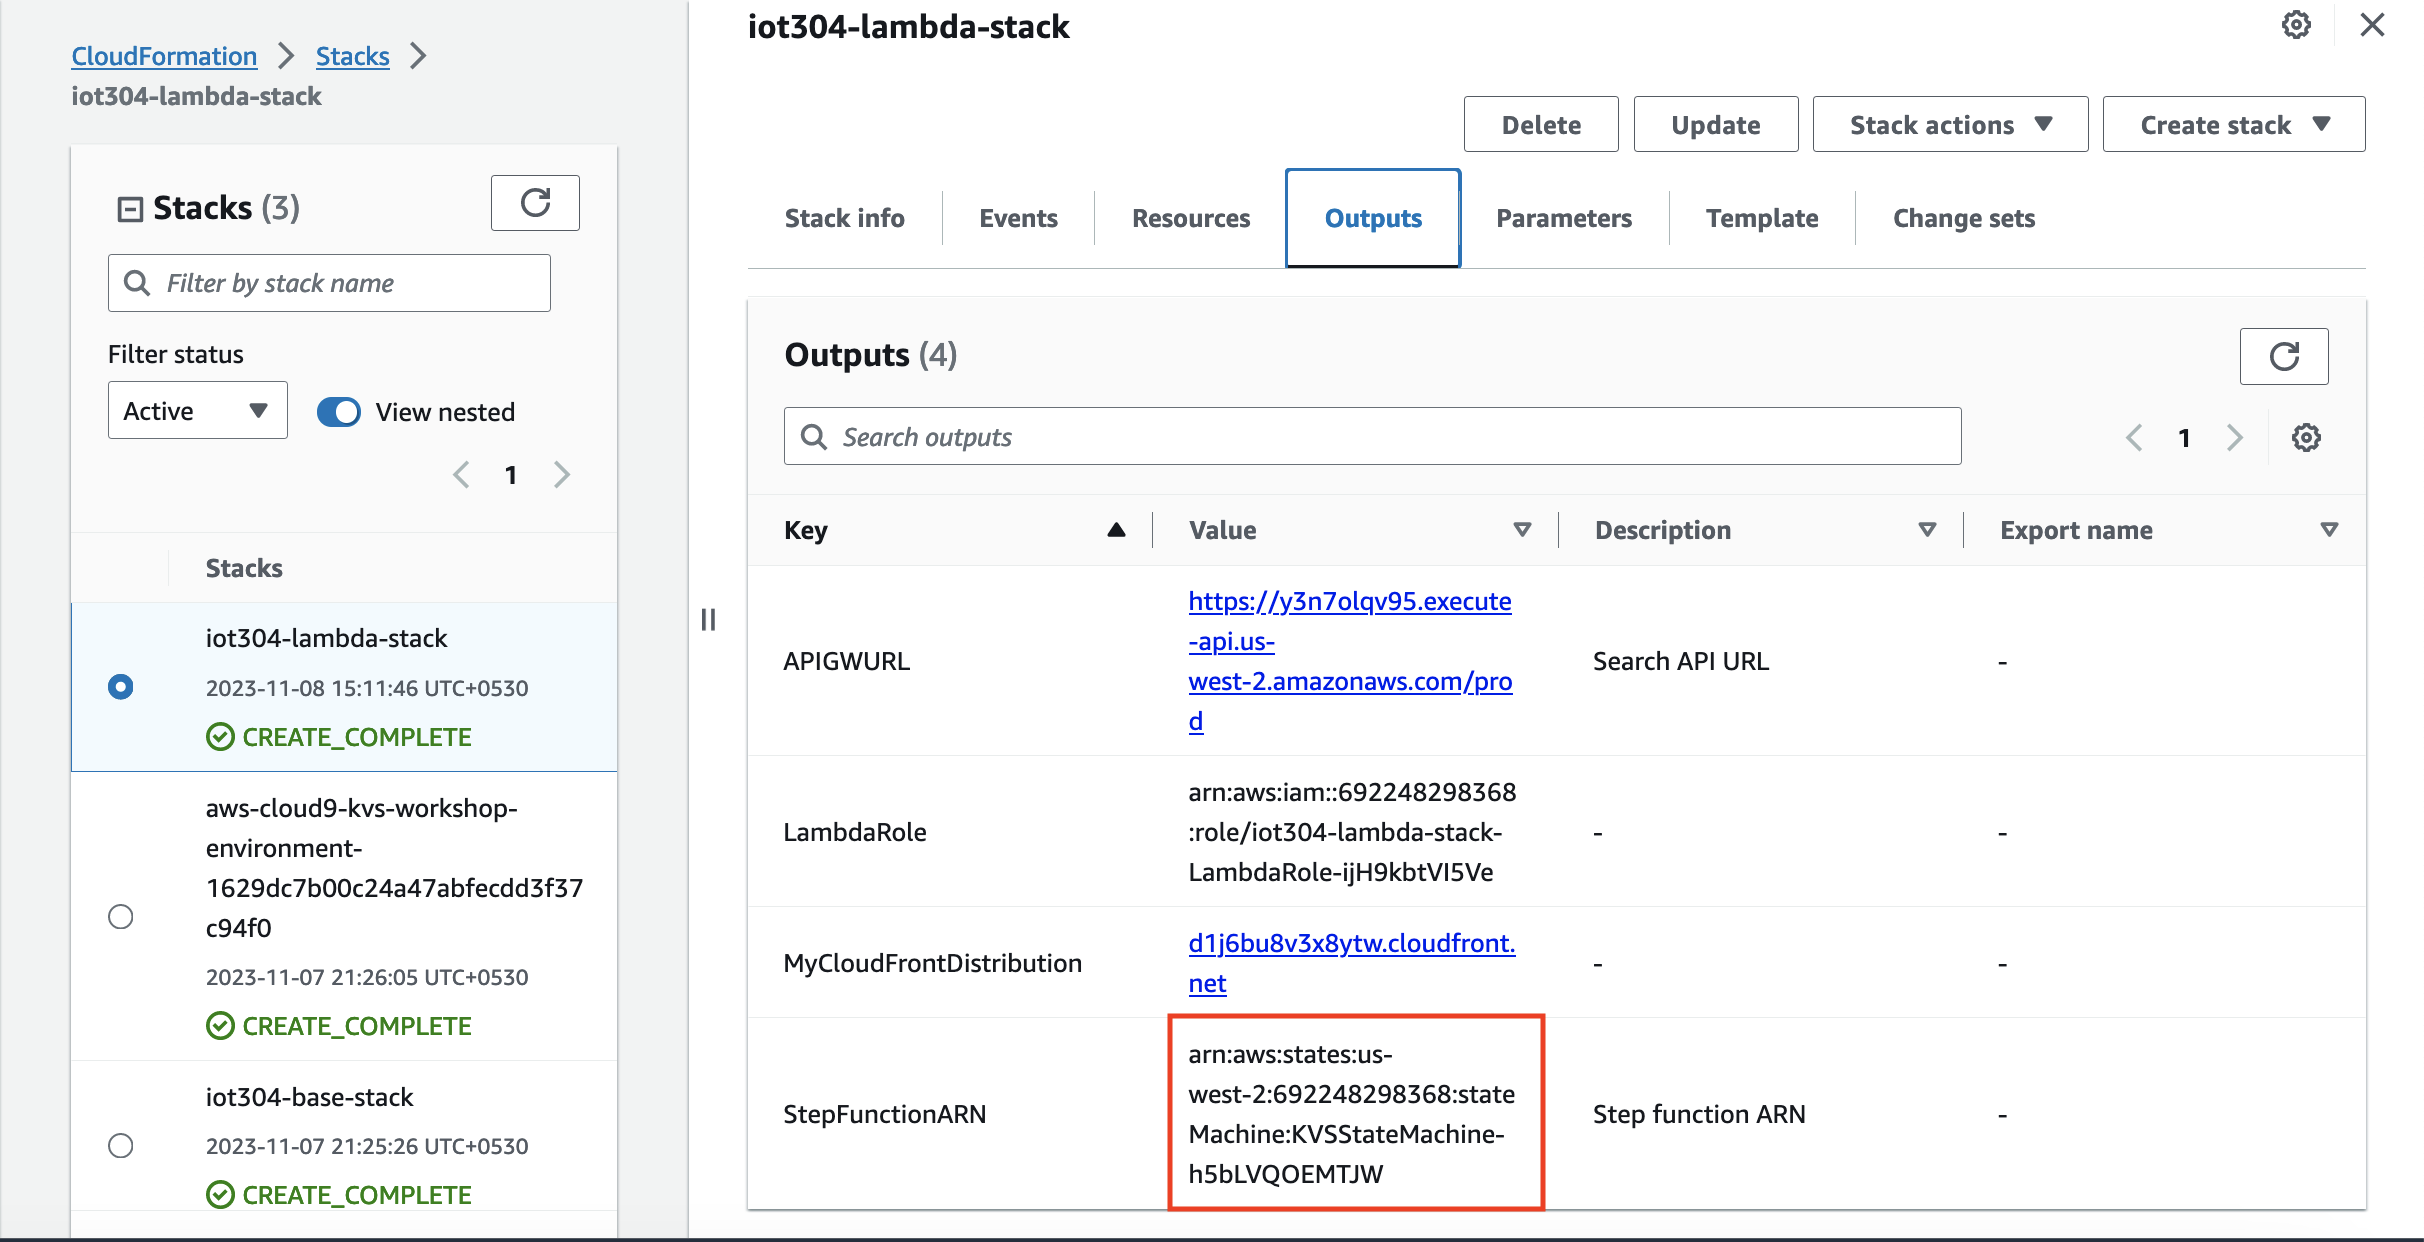 CloudFormation > Stacks >
iot304-lambda-stack
Stacks (3)
Filter by stack name
Filter status
Active
View nested
1
Stacks
iot304-lambda-stack
2023-11-08 15:11:46 UTC+0530
CREATE_COMPLETE
aws-cloud9-kvs-workshop-
environment-
1629dc7b00c24a47abfecdd3f37
c94f0
2023-11-07 21:26:05 UTC+0530
CREATE_COMPLETE
iot304-base-stack
2023-11-07 21:25:26 UTC+0530
CREATE_COMPLETE
iot304-lambda-stack
Delete Update Stack actions Create stack
Stack info Events Resources Outputs Parameters Template Change sets
Outputs (4)
Search outputs
1
Key Value Description Export name
APIGWURL
https://y3n7olqv95.execute
-api.us-
west-2.amazonaws.com/pro
d
Search API URL
-
LambdaRole
arn:aws:iam::692248298368
:role/iot304-lambda-stack-
LambdaRole-ijH9kbtVI5Ve
-
-
MyCloudFrontDistribution
d1j6bu8v3x8ytw.cloudfront.
net
-
-
StepFunctionARN
arn:aws:states:us-
west-2:692248298368:state
Machine:KVSStateMachine-
h5bLVQOEMTJW
Step function ARN
-